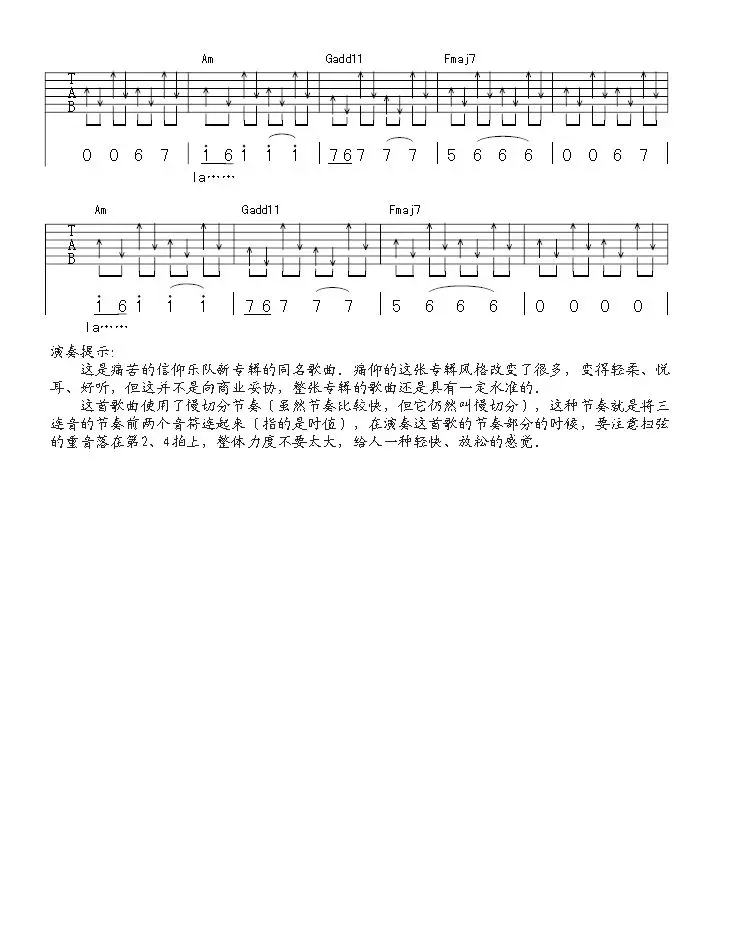 Am Gadd11 Fmaj7
T
A
B
0 0 6 7 | i 6 i i i | 7 6 7 7 7 | 5 6 6 6 | 0 0 6 7
la……
Am Gadd11 Fmaj7
T
A
B
i 6 i i i | 7 6 7 7 7 | 5 6 6 6 | 0 0 0 0
la……
演奏提示:
这是痛苦的信仰乐队新专辑的同名歌曲. 痛仰的这张专辑风格改变了很多, 变得轻柔、悦
耳、好听, 但这并不是向商业妥协, 整张专辑的歌曲还是具有一定水准的.
这首歌曲使用了慢切分节奏(虽然节奏比较快, 但它仍然叫慢切分), 这种节奏就是将三
连音的节奏前两个音符连起来(指的是时值), 在演奏这首歌的节奏部分的时候, 要注意扫弦
的重音落在第2、4拍上, 整体力度不要太大, 给人一种轻快、放松的感觉.